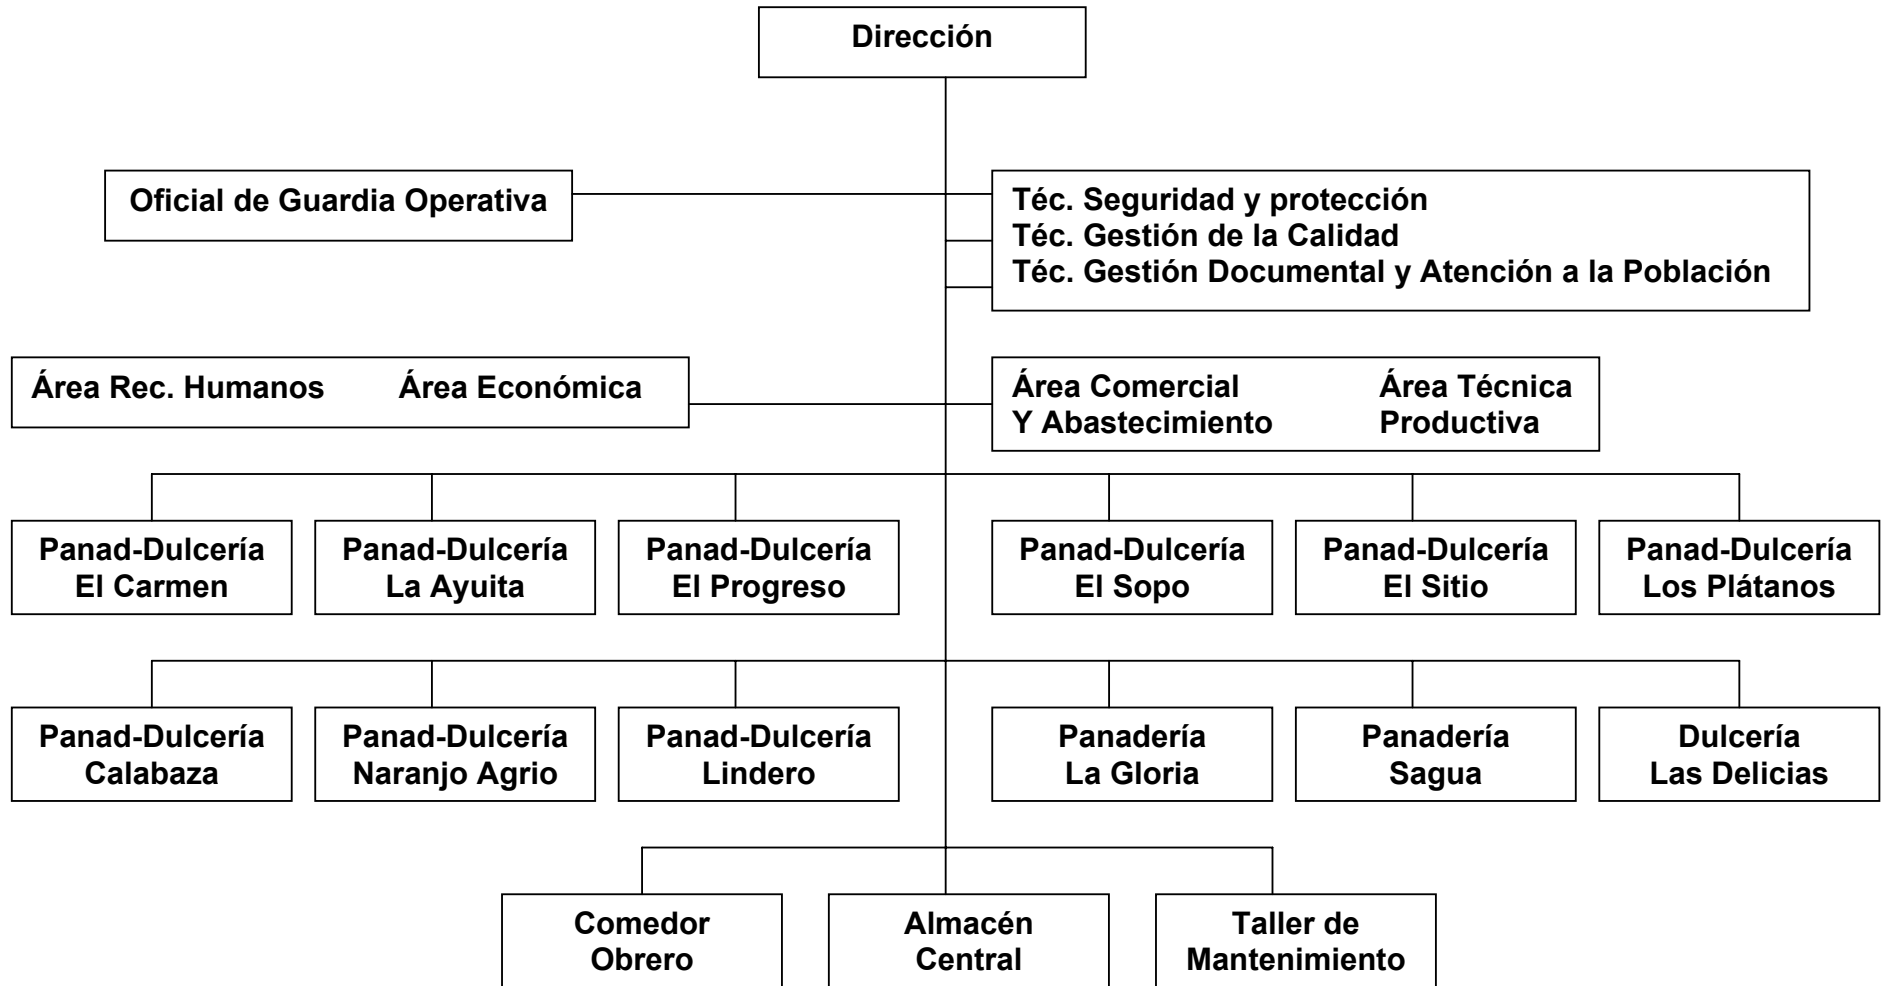 Dirección
Oficial de Guardia Operativa
Téc. Seguridad y protección
Téc. Gestión de la Calidad
Téc. Gestión Documental y Atención a la Población
Área Rec. Humanos Área Económica
Área Comercial Área Técnica
Y Abastecimiento Productiva
Panad-Dulcería
El Carmen
Panad-Dulcería
La Ayuita
Panad-Dulcería
El Progreso
Panad-Dulcería
El Sopo
Panad-Dulcería
El Sitio
Panad-Dulcería
Los Plátanos
Panad-Dulcería
Calabaza
Panad-Dulcería
Naranjo Agrio
Panad-Dulcería
Lindero
Panadería
La Gloria
Panadería
Sagua
Dulcería
Las Delicias
Comedor
Obrero
Almacén
Central
Taller de
Mantenimiento